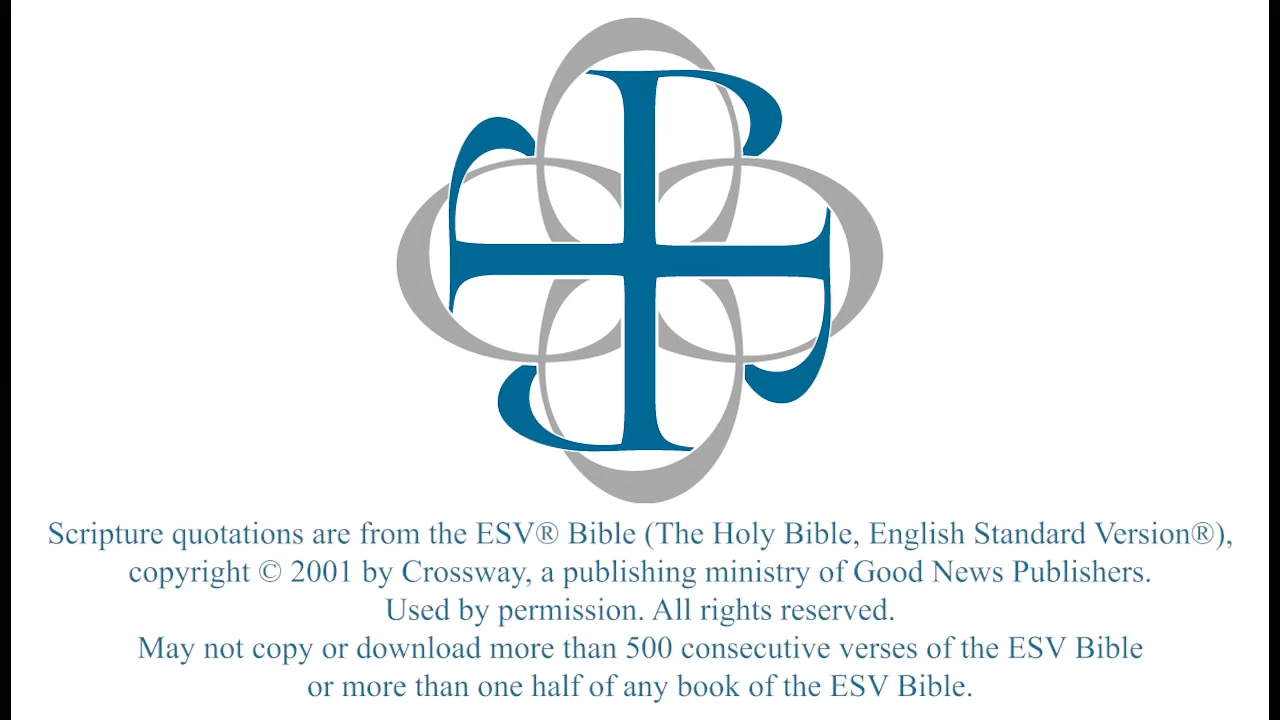 Scripture quotations are from the ESV® Bible (The Holy Bible, English Standard Version®),
copyright © 2001 by Crossway, a publishing ministry of Good News Publishers.
Used by permission. All rights reserved.
May not copy or download more than 500 consecutive verses of the ESV Bible
or more than one half of any book of the ESV Bible.